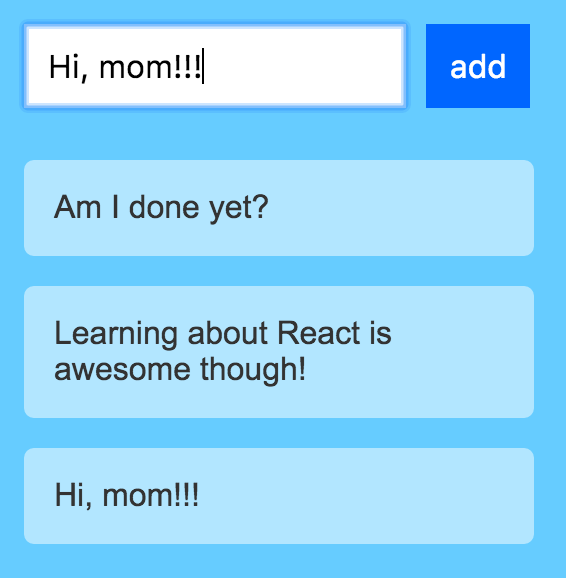 Hi, mom!!!
add
Am I done yet?
Learning about React is
awesome though!
Hi, mom!!!